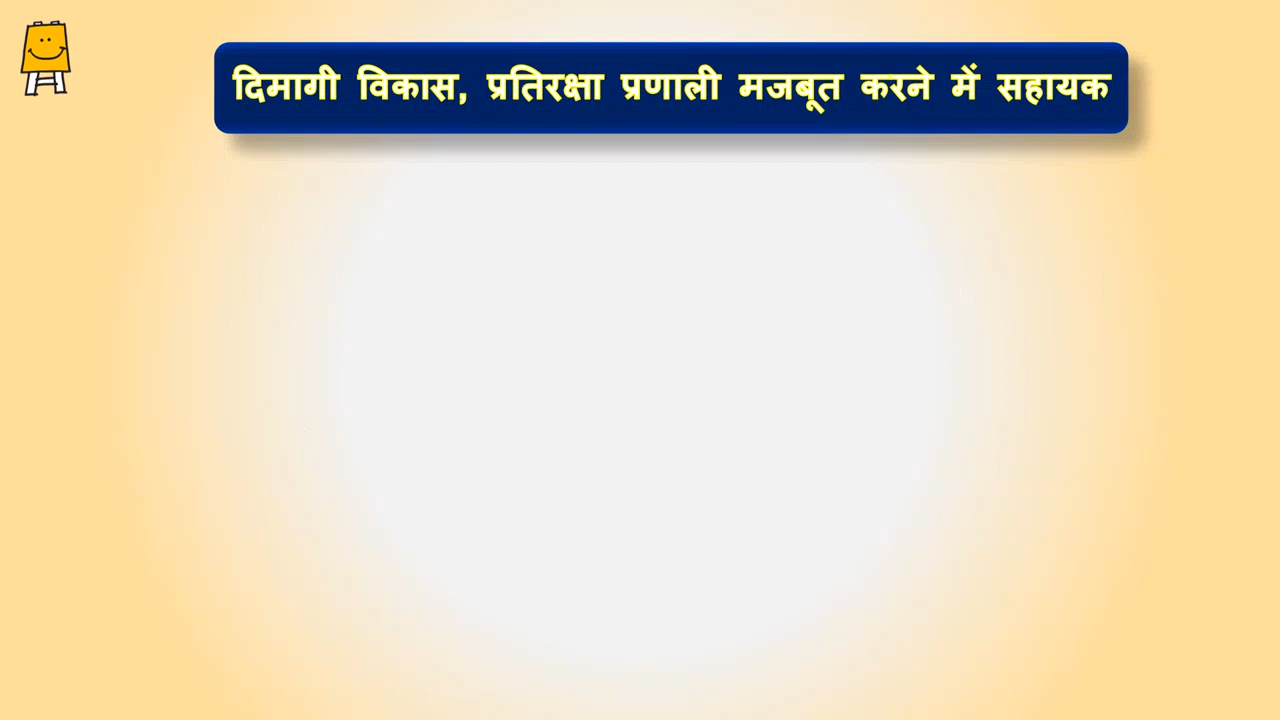 दिमागी विकास, प्रतिरक्षा प्रणाली मजबूत करने में सहायक